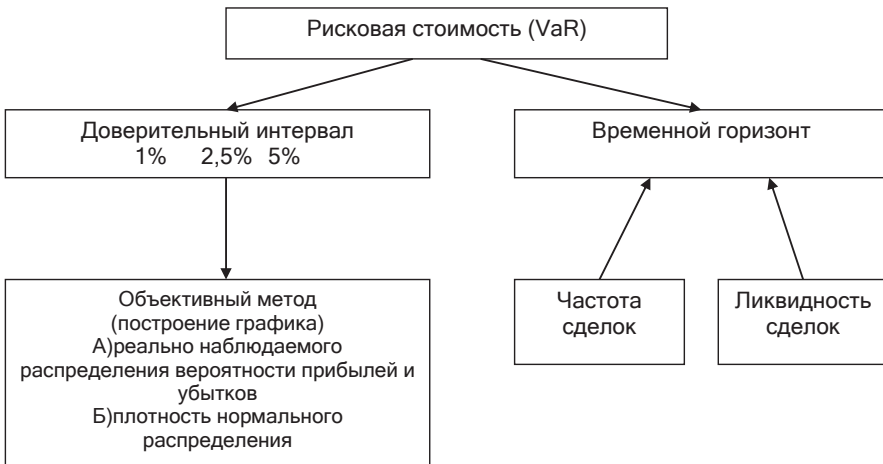 Рисковая стоимость (VaR)
Доверительный интервал
1% 2,5% 5%
Временной горизонт
Объективный метод
(построение графика)
А)реально наблюдаемого
распределения вероятности прибылей и
убытков
Б)плотность нормального
распределения
Частота
сделок
Ликвидность
сделок